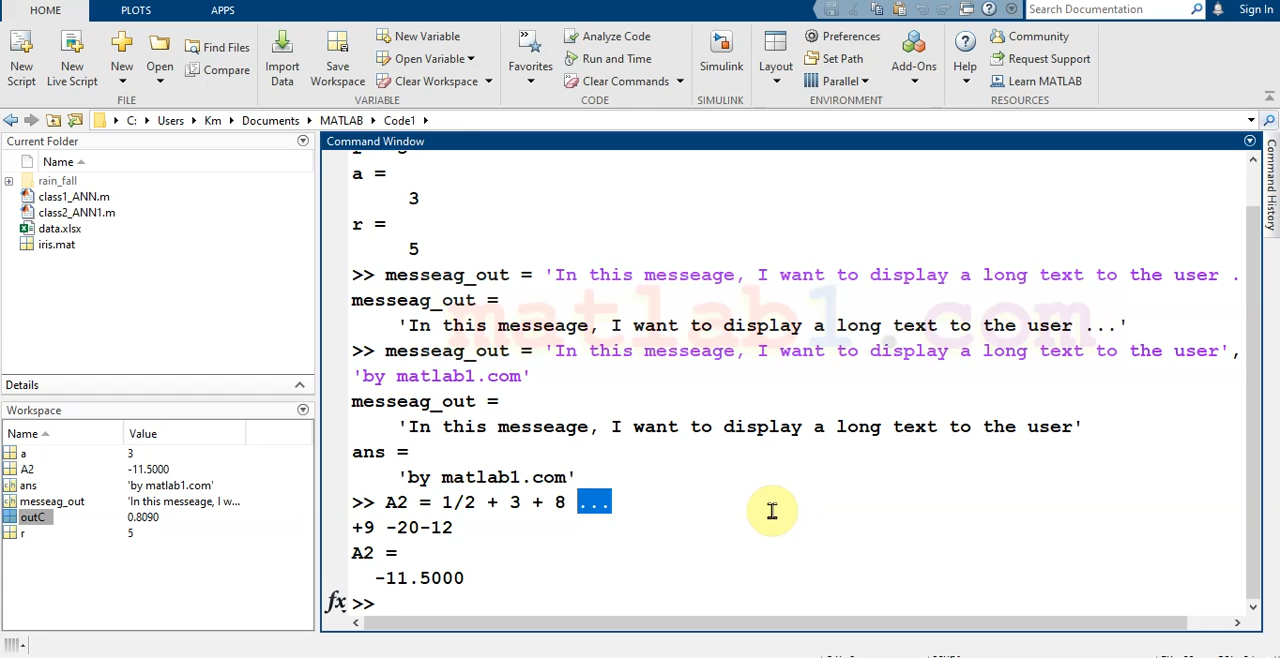 HOME PLOTS APPS
Search Documentation Sign In
New Script
New Live Script
New
Open
Find Files
Compare
FILE
Import Data
Save Workspace
New Variable
Open Variable
Clear Workspace
VARIABLE
Favorites
Analyze Code
Run and Time
Clear Commands
CODE
Simulink
SIMULINK
Layout
Preferences
Set Path
Parallel
Add-Ons
ENVIRONMENT
Help
Community
Request Support
Learn MATLAB
RESOURCES
C: Users Km Documents MATLAB Code1
Current Folder
Name
rain_fall
class1_ANN.m
class2_ANN1.m
data.xlsx
iris.mat
Details
Workspace
Name Value
a 3
A2 -11.5000
ans 'by matlab1.com'
messeag_out 'In this messeage, I w...
outC 0.8090
r 5
Command Window
a =
3
r =
5
>> messeag_out = 'In this messeage, I want to display a long text to the user .
messeag_out =
'In this messeage, I want to display a long text to the user ...'
>> messeag_out = 'In this messeage, I want to display a long text to the user',
'by matlab1.com'
messeag_out =
'In this messeage, I want to display a long text to the user'
ans =
'by matlab1.com'
>> A2 = 1/2 + 3 + 8 ...
+9 -20-12
A2 =
-11.5000
fx >>
Command History
matlab1.com